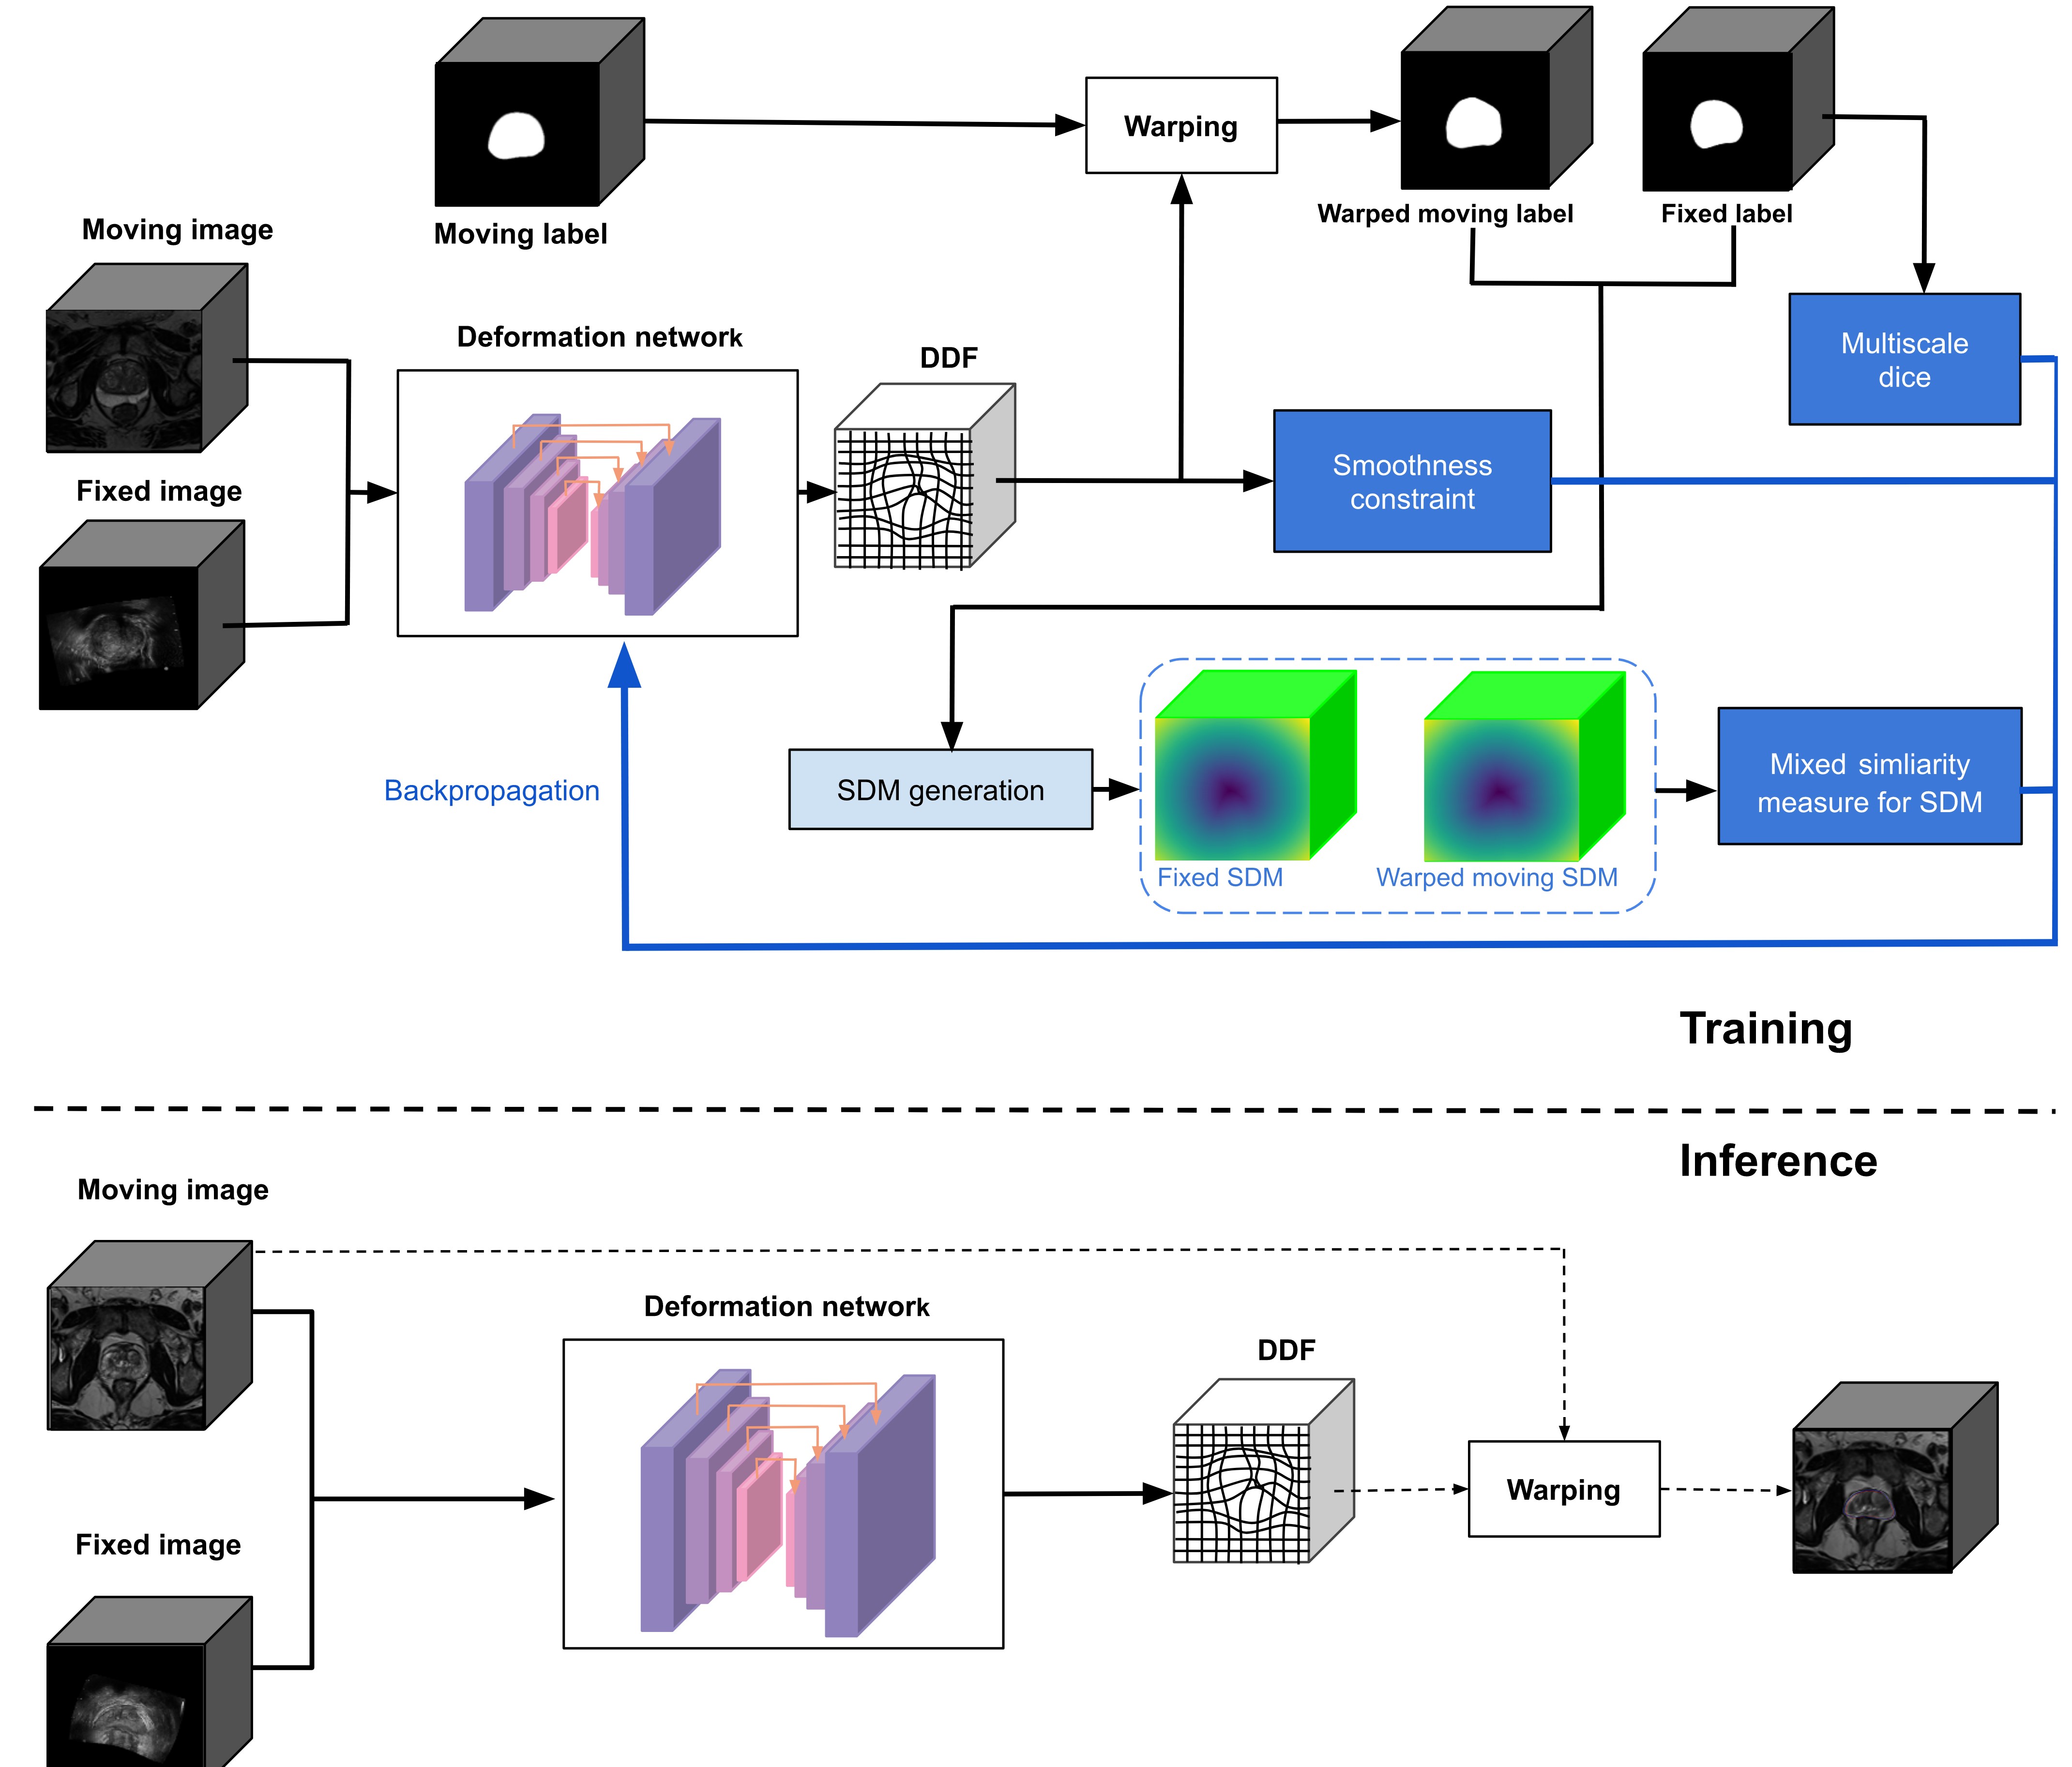 Warping
Moving label
Warped moving label
Fixed label
Moving image
Fixed image
Deformation network
DDF
Multiscale
dice
Smoothness
constraint
Backpropagation
SDM generation
Fixed SDM
Warped moving SDM
Mixed simliarity
measure for SDM
Training
Inference
Moving image
Deformation network
DDF
Warping
Fixed image